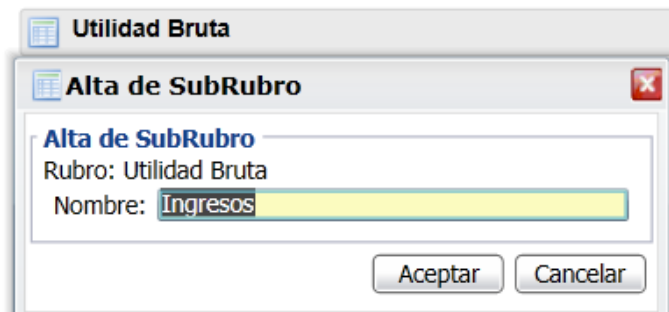 Utilidad Bruta
Alta de SubRubro
Alta de SubRubro
Rubro: Utilidad Bruta
Nombre: Ingresos
Aceptar Cancelar